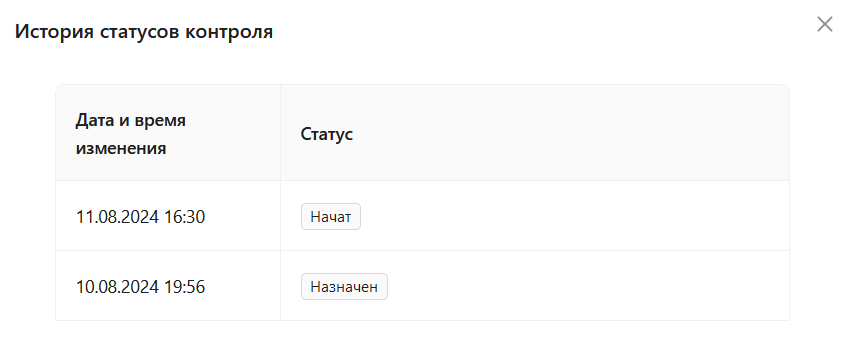 История статусов контроля
Дата и время
изменения
Статус
11.08.2024 16:30
Начат
10.08.2024 19:56
Назначен